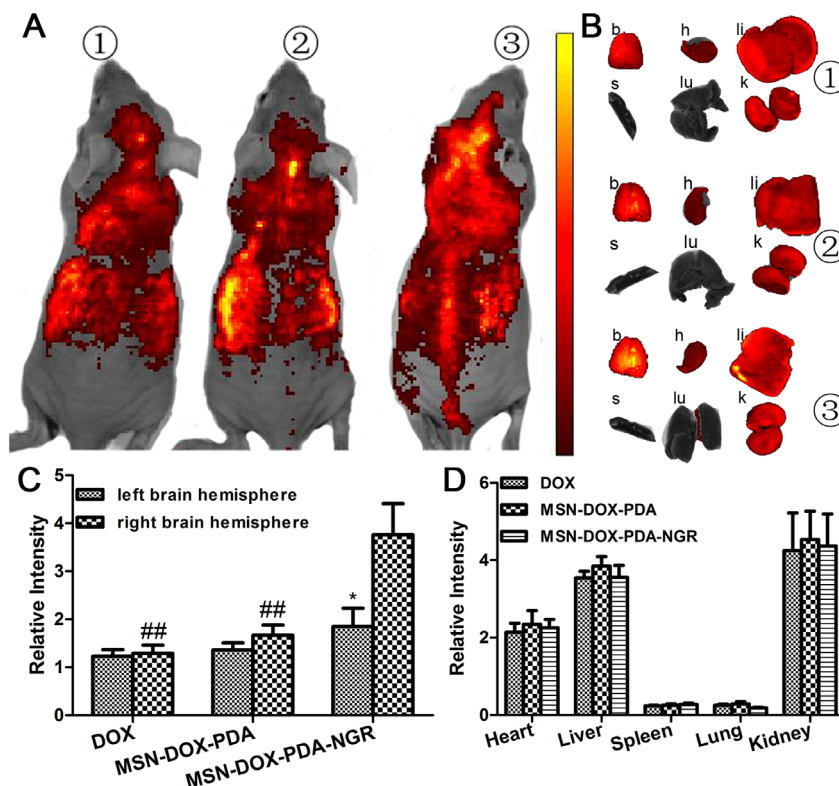 A
①
②
③
B
b
h
li
①
s
lu
k
b
h
li
②
s
lu
k
b
h
li
③
s
lu
k
C
5
4
3
2
1
0
Relative Intensity
left brain hemisphere
right brain hemisphere
##
##
*
DOX
MSN-DOX-PDA
MSN-DOX-PDA-NGR
D
6
4
2
0
Relative Intensity
DOX
MSN-DOX-PDA
MSN-DOX-PDA-NGR
Heart
Liver
Spleen
Lung
Kidney